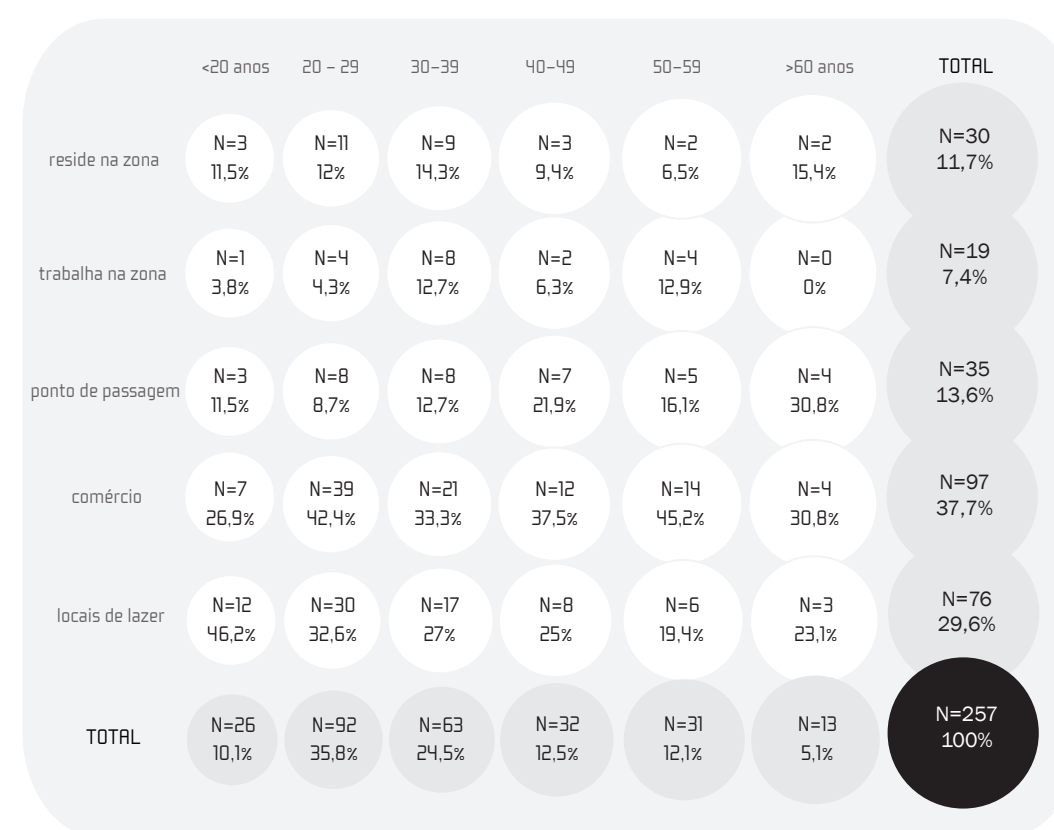 <20 anos 20 – 29 30–39 40–49 50–59 >60 anos TOTAL
N=3 N=11 N=9 N=3 N=2 N=2 N=30
reside na zona
11,5% 12% 14,3% 9,4% 6,5% 15,4% 11,7%
N=1 N=4 N=8 N=2 N=4 N=0 N=19
trabalha na zona
3,8% 4,3% 12,7% 6,3% 12,9% 0% 7,4%
N=3 N=8 N=8 N=7 N=5 N=4 N=35
ponto de passagem
11,5% 8,7% 12,7% 21,9% 16,1% 30,8% 13,6%
N=7 N=39 N=21 N=12 N=14 N=4 N=97
comércio
26,9% 42,4% 33,3% 37,5% 45,2% 30,8% 37,7%
N=12 N=30 N=17 N=8 N=6 N=3 N=76
locais de lazer
46,2% 32,6% 27% 25% 19,4% 23,1% 29,6%
N=26 N=92 N=63 N=32 N=31 N=13 N=257
TOTAL
10,1% 35,8% 24,5% 12,5% 12,1% 5,1% 100%